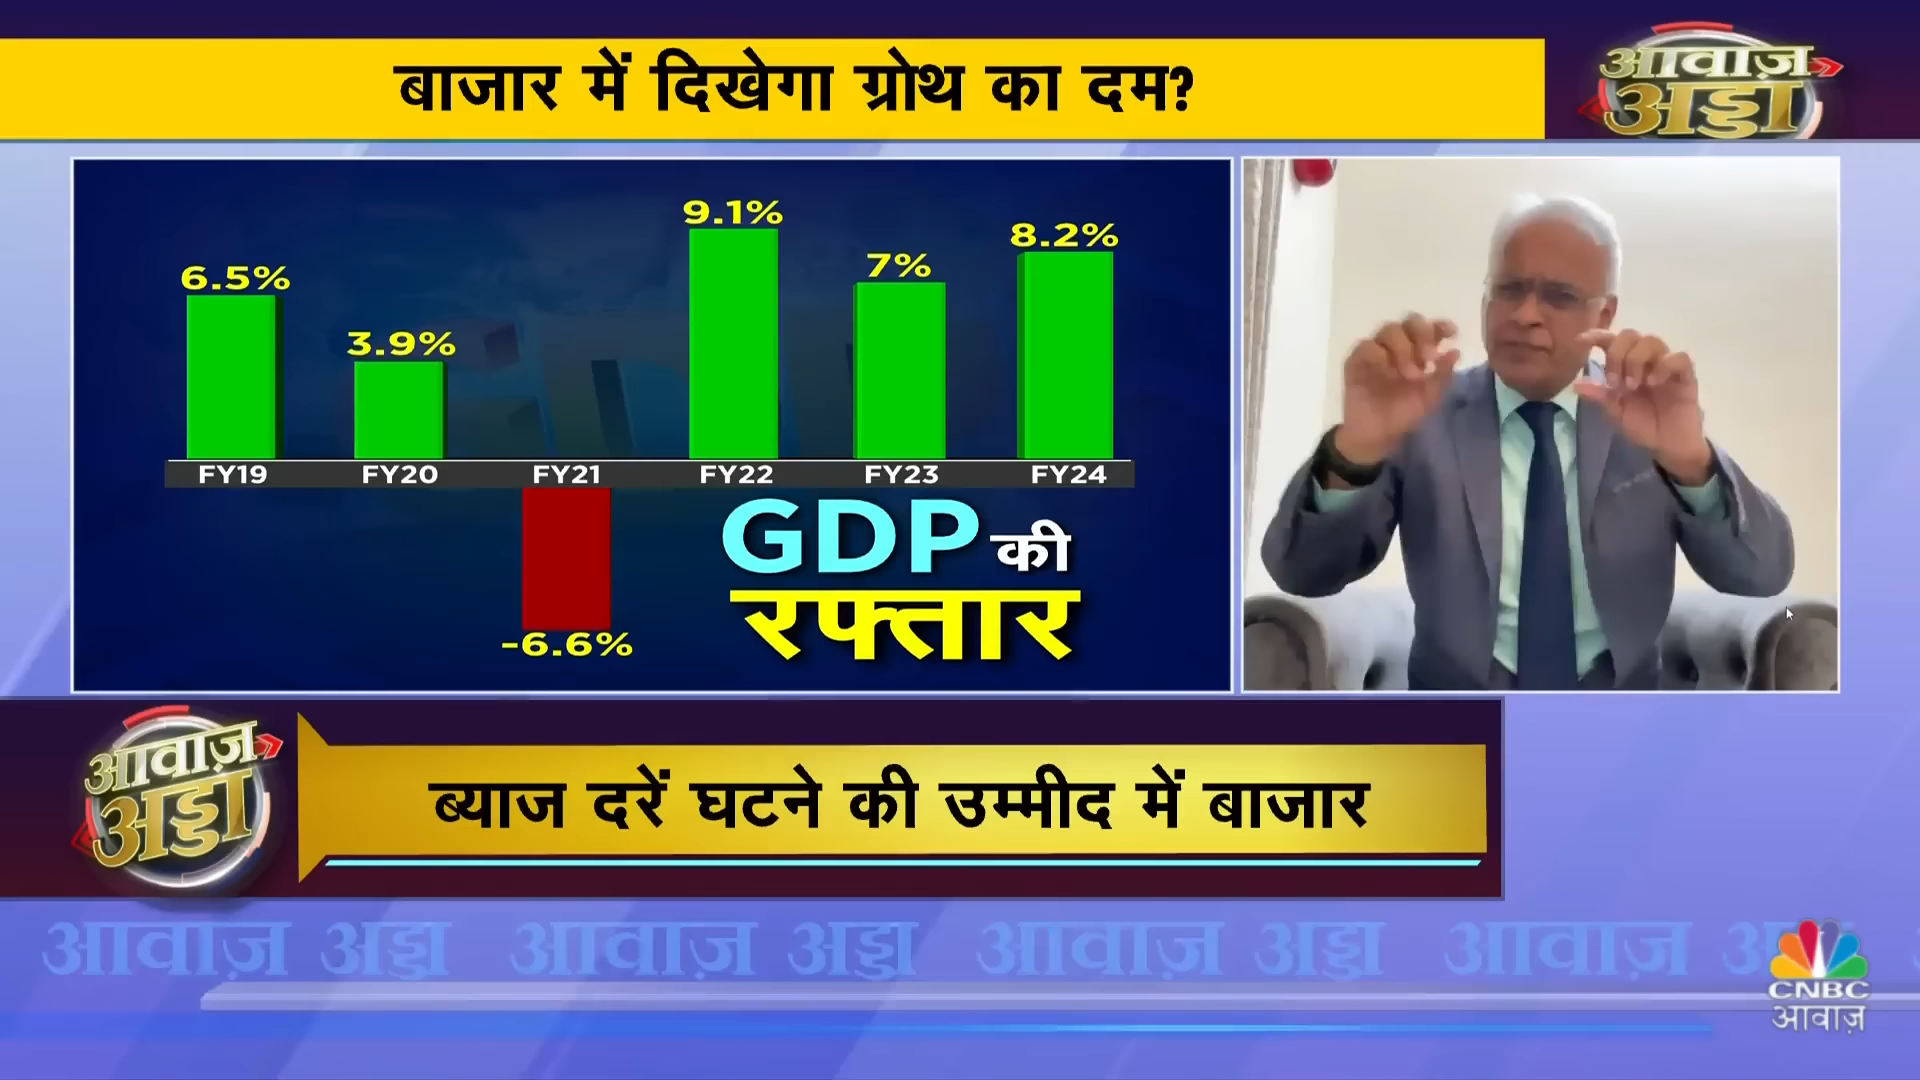 बाजार में दिखेगा ग्रोथ का दम?
आवाज़
अड्डा
6.5%
3.9%
9.1%
7%
8.2%
FY19 FY20 FY21 FY22 FY23 FY24
-6.6%
GDP की
रफ्तार
आवाज़
अड्डा
ब्याज दरें घटने की उम्मीद में बाजार
आवाज़ अड्डा आवाज़ अड्डा आवाज़ अड्डा आवाज़
CNBC
आवाज़